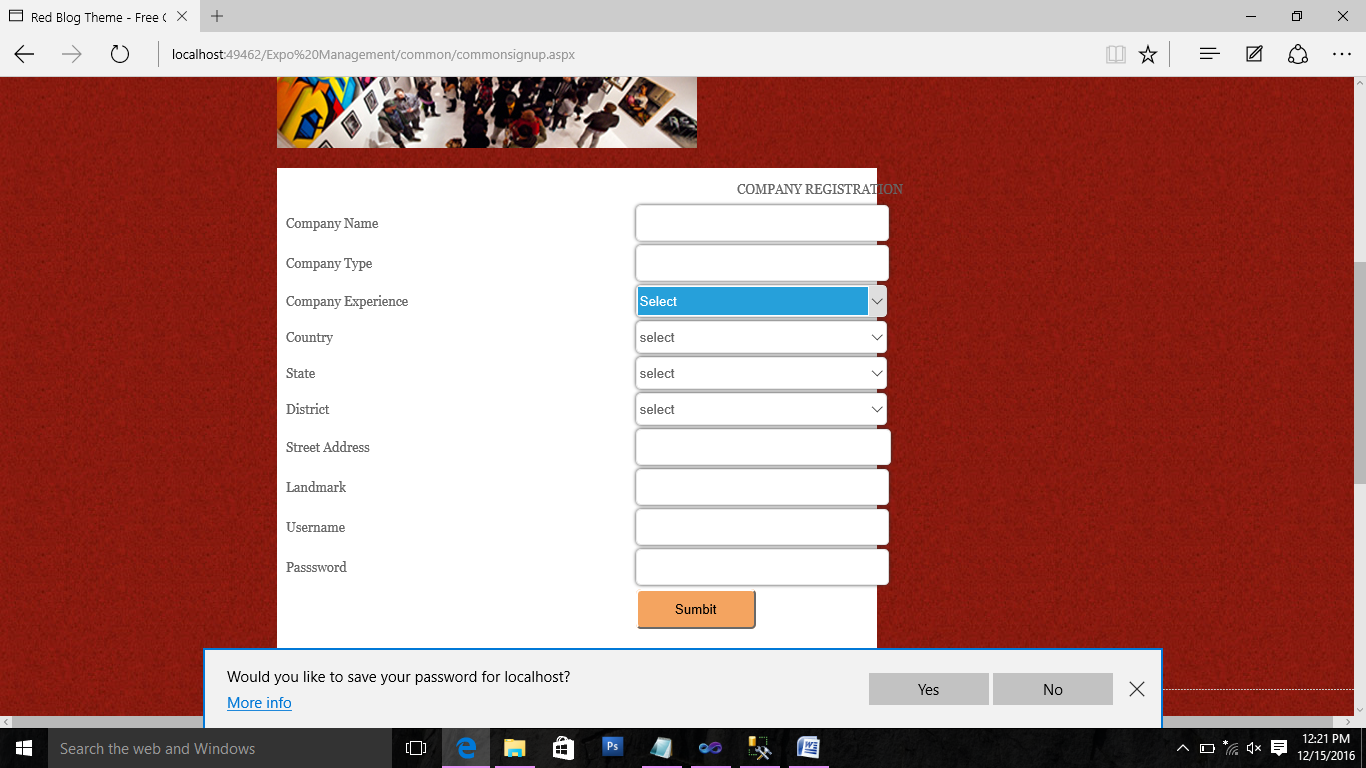 Red Blog Theme - Free C
localhost:49462/Expo%20Management/common/commonsignup.aspx
COMPANY REGISTRATION
Company Name
Company Type
Company Experience Select
Country select
State select
District select
Street Address
Landmark
Username
Passsword
Sumbit
Would you like to save your password for localhost?
More info
Yes No
Search the web and Windows
Ps
12:21 PM
12/15/2016